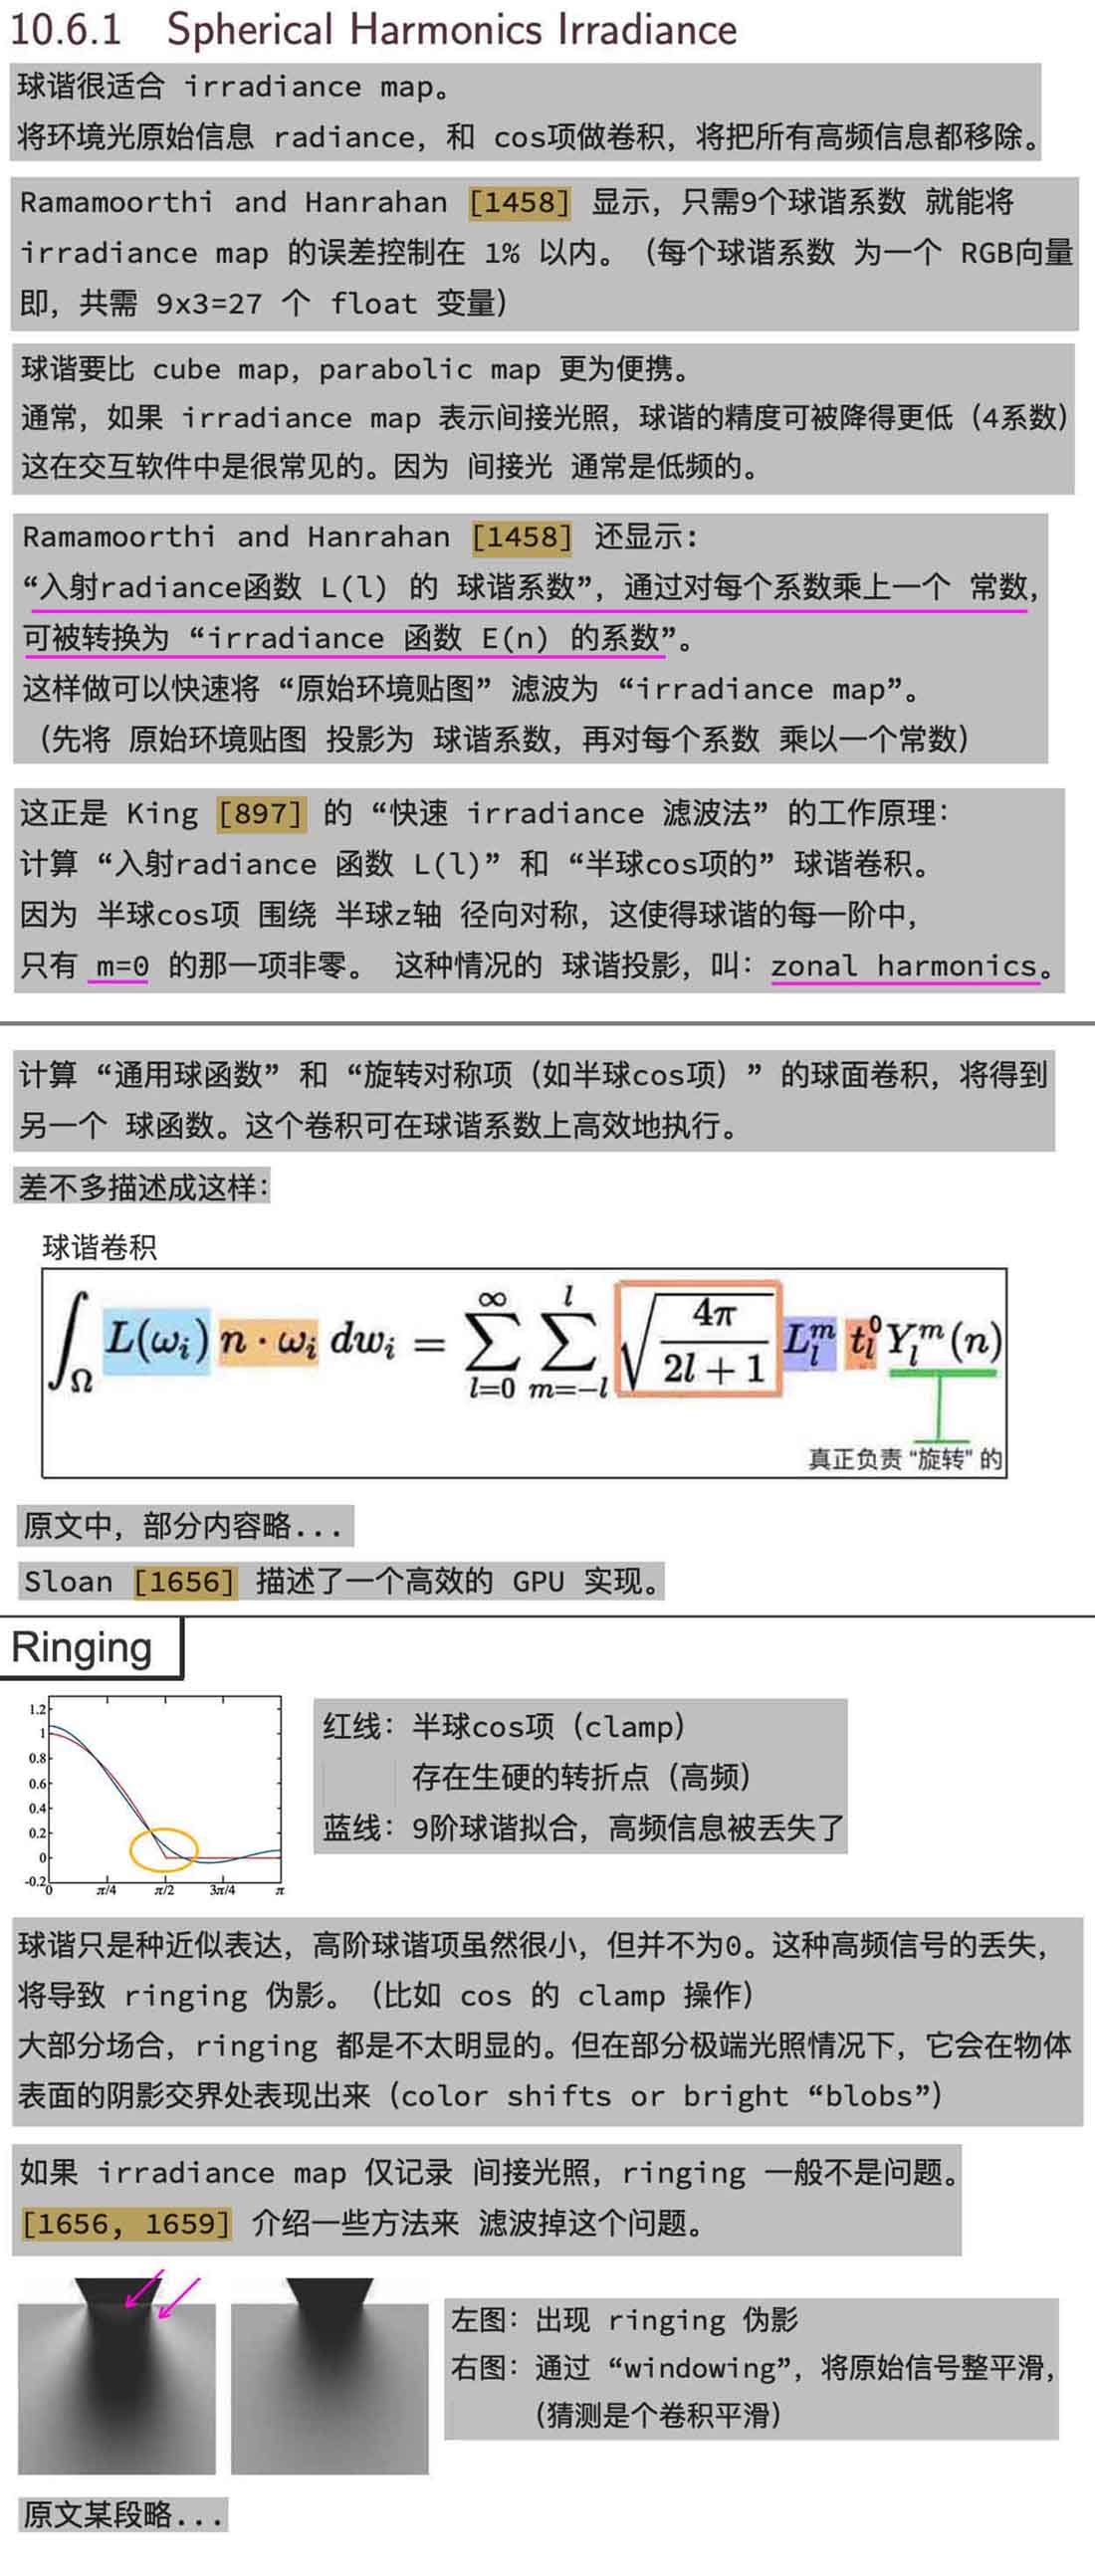 10.6.1 Spherical Harmonics Irradiance
球谐很适合 irradiance map。
将环境光原始信息 radiance，和 cos项做卷积，将把所有高频信息都移除。
Ramamoorthi and Hanrahan [1458] 显示，只需9个球谐系数 就能将
irradiance map 的误差控制在 1% 以内。（每个球谐系数 为一个 RGB向量
即，共需 9x3=27 个 float 变量）
球谐要比 cube map, parabolic map 更为便携。
通常，如果 irradiance map 表示间接光照，球谐的精度可被降得更低（4系数）
这在交互软件中是很常见的。因为 间接光 通常是低频的。
Ramamoorthi and Hanrahan [1458] 还显示:
“入射radiance函数 L(l) 的 球谐系数”，通过对每个系数乘上一个 常数，
可被转换为 “irradiance 函数 E(n) 的系数”。
这样做可以快速将 “原始环境贴图” 滤波为 “irradiance map”。
（先将 原始环境贴图 投影为 球谐系数，再对每个系数 乘以一个常数）
这正是 King [897] 的 “快速 irradiance 滤波法” 的工作原理：
计算 “入射radiance 函数 L(l)” 和 “半球cos项的” 球谐卷积。
因为 半球cos项 围绕 半球z轴 径向对称，这使得球谐的每一阶中，
只有 m=0 的那一项非零。 这种情况的 球谐投影，叫：zonal harmonics。
计算 “通用球函数” 和 “旋转对称项（如半球cos项）” 的球面卷积，将得到
另一个 球函数。这个卷积可在球谐系数上高效地执行。
差不多描述成这样：
球谐卷积
∫_Ω L(ω_i) n · ω_i dw_i = ∑_{l=0}^{∞} ∑_{m=-l}^{l} √(4π/(2l+1)) L_l^m t_l^0 Y_l^m(n)
真正负责 “旋转” 的
原文中，部分内容略...
Sloan [1656] 描述了一个高效的 GPU 实现。
Ringing
1.2
1
0.8
0.6
0.4
0.2
0
-0.2
0 π/4 π/2 3π/4 π
红线：半球cos项（clamp）
存在生硬的转折点（高频）
蓝线：9阶球谐拟合，高频信息被丢失了
球谐只是种近似表达，高阶球谐项虽然很小，但并不为0。这种高频信号的丢失，
将导致 ringing 伪影。（比如 cos 的 clamp 操作）
大部分场合，ringing 都是不太明显的。但在部分极端光照情况下，它会在物体
表面的阴影交界处表现出来（color shifts or bright “blobs”）
如果 irradiance map 仅记录 间接光照，ringing 一般不是问题。
[1656, 1659] 介绍一些方法来 滤波掉这个问题。
左图：出现 ringing 伪影
右图：通过 “windowing”，将原始信号整平滑，
（猜测是个卷积平滑）
原文某段略...